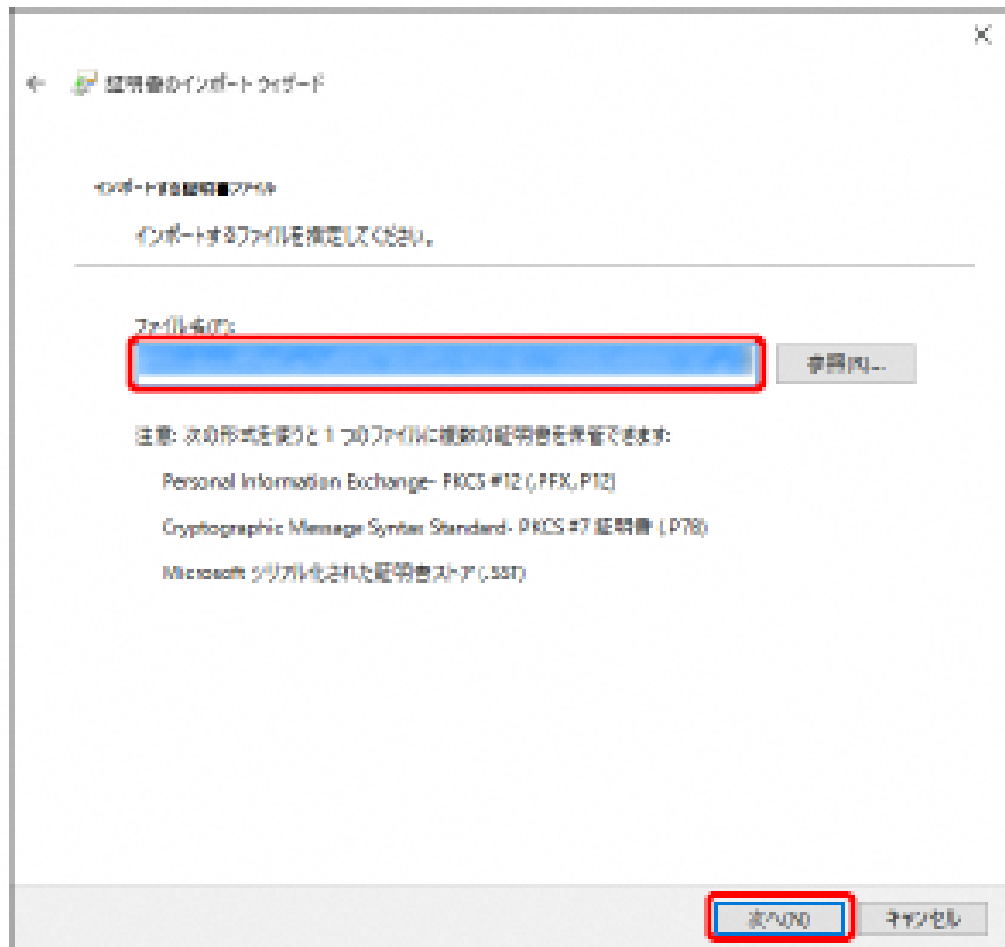 証明書のインポート ウィザード
インポートする証明書ファイル
インポートするファイルを指定してください。
ファイル名(F):
参照(R)...
注意: 次の形式を使うと 1 つのファイルに複数の証明書を保管できます:
Personal Information Exchange- PKCS #12 (.PFX,.P12)
Cryptographic Message Syntax Standard- PKCS #7 証明書 (.P7B)
Microsoft シリアル化された証明書ストア (.SST)
次へ(N)
キャンセル